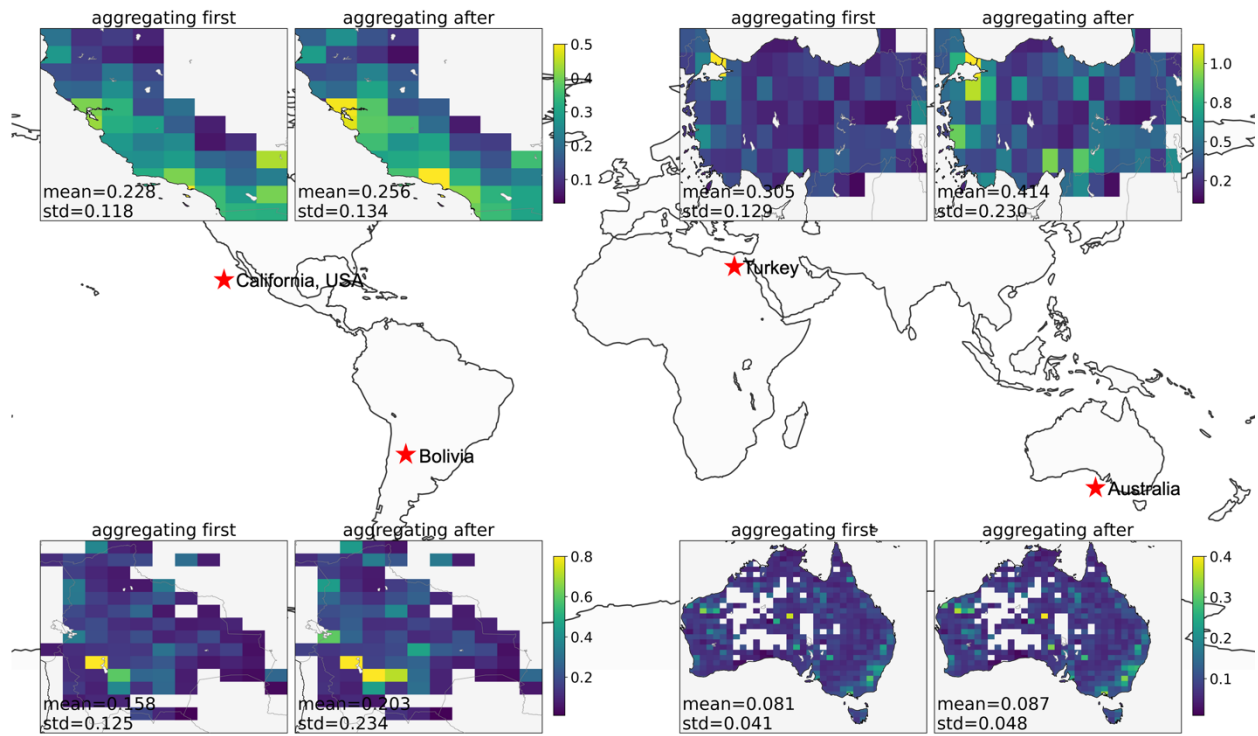 aggregating first
aggregating after
0.5
0.4
0.3
0.2
0.1
mean=0.228
std=0.118
mean=0.256
std=0.134
aggregating first
aggregating after
1.0
0.8
0.6
0.4
0.2
mean=0.305
std=0.129
mean=0.414
std=0.230
California, USA
Turkey
Bolivia
Australia
aggregating first
aggregating after
0.8
0.6
0.4
0.2
mean=0.158
std=0.125
mean=0.203
std=0.234
aggregating first
aggregating after
0.4
0.3
0.2
0.1
mean=0.081
std=0.041
mean=0.087
std=0.048